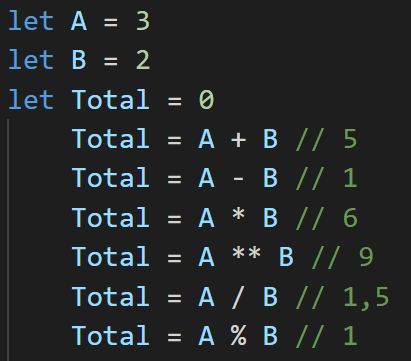 let A = 3
let B = 2
let Total = 0
Total = A + B // 5
Total = A - B // 1
Total = A * B // 6
Total = A ** B // 9
Total = A / B // 1,5
Total = A % B // 1